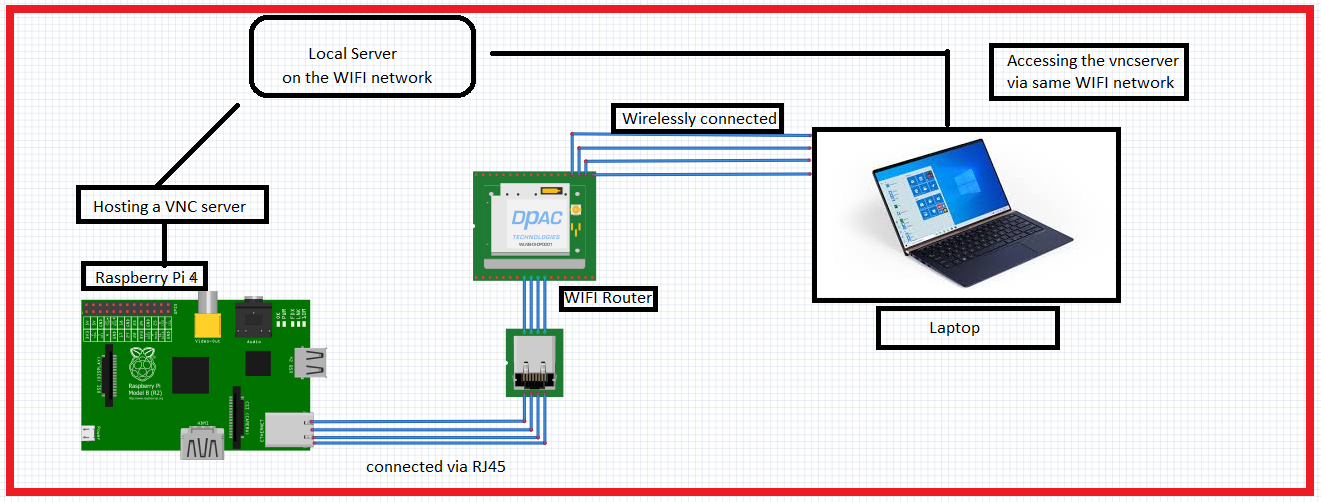 Local Server
on the WIFI network
Accessing the vncserver
via same WIFI network
Wirelessly connected
Hosting a VNC server
DPAC
TECHNOLOGIES
Raspberry Pi 4
WIFI Router
Laptop
Video-Out
Audio
Raspberry Pi
Model B (R2)
Power
HDMI
ETHERNET
connected via RJ45